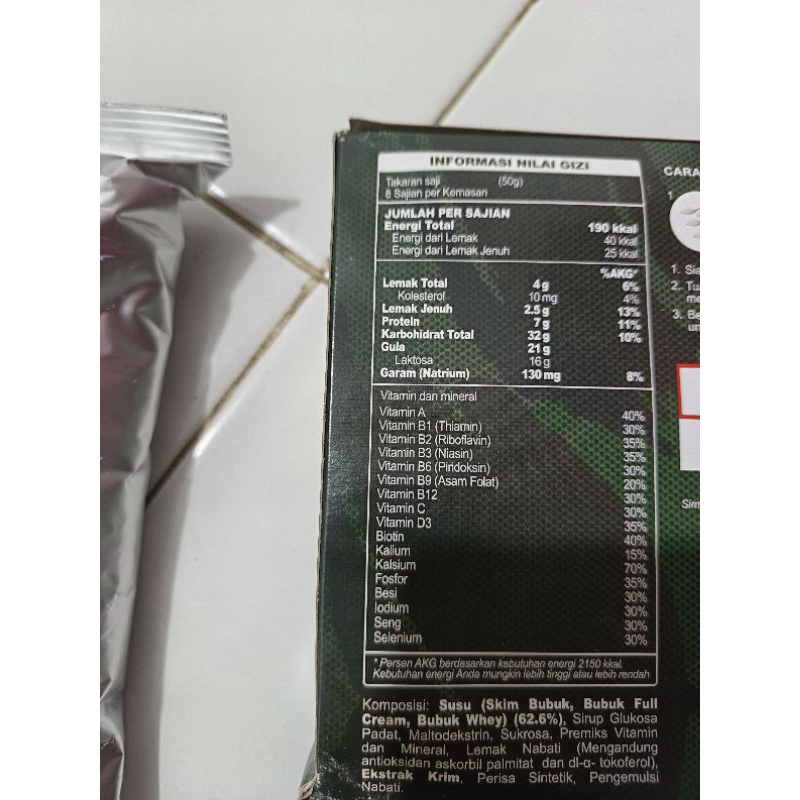 INFORMASI NILAI GIZI
Takaran saji (50g)
8 Sajian per Kemasan
JUMLAH PER SAJIAN
Energi Total 190 kkal
Energi dari Lemak 40 kkal
Energi dari Lemak Jenuh 25 kkal
%AKG*
Lemak Total 4 g 6%
Kolesterol 10 mg 4%
Lemak Jenuh 2.5 g 13%
Protein 7 g 11%
Karbohidrat Total 32 g 10%
Gula 21 g
Laktosa 16 g
Garam (Natrium) 130 mg 8%
Vitamin dan mineral
Vitamin A 40%
Vitamin B1 (Thiamin) 30%
Vitamin B2 (Riboflavin) 35%
Vitamin B3 (Niasin) 35%
Vitamin B6 (Piridoksin) 30%
Vitamin B9 (Asam Folat) 20%
Vitamin B12 30%
Vitamin C 30%
Vitamin D3 35%
Biotin 40%
Kalium 15%
Kalsium 70%
Fosfor 35%
Besi 30%
Iodium 30%
Seng 30%
Selenium 30%
*Persen AKG berdasarkan kebutuhan energi 2150 kkal.
Kebutuhan energi Anda mungkin lebih tinggi atau lebih rendah
Komposisi: Susu (Skim Bubuk, Bubuk Full
Cream, Bubuk Whey) (62.6%), Sirup Glukosa
Padat, Maltodekstrin, Sukrosa, Premiks Vitamin
dan Mineral, Lemak Nabati (Mengandung
antioksidan askorbil palmitat dan dl-α- tokoferol),
Ekstrak Krim, Perisa Sintetik, Pengemulsi
Nabati.
CARA
1
1.
2.
3.